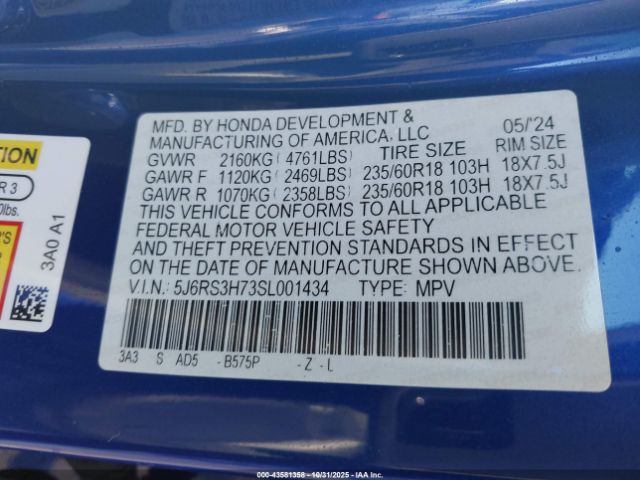 MFD. BY HONDA DEVELOPMENT & 05/'24
MANUFACTURING OF AMERICA, LLC
GVWR 2160KG (4761LBS) TIRE SIZE RIM SIZE
GAWR F 1120KG (2469LBS) 235/60R18 103H 18X7.5J
GAWR R 1070KG (2358LBS) 235/60R18 103H 18X7.5J
THIS VEHICLE CONFORMS TO ALL APPLICABLE
FEDERAL MOTOR VEHICLE SAFETY
AND THEFT PREVENTION STANDARDS IN EFFECT
ON THE DATE OF MANUFACTURE SHOWN ABOVE.
V.I.N.: 5J6RS3H73SL001434 TYPE: MPV
3A3 S AD5 -B575P -Z-L
TION
R 3
0lbs.
R'S
P
3A0 A1
000-43581358 - 10/31/2025 - IAA Inc.